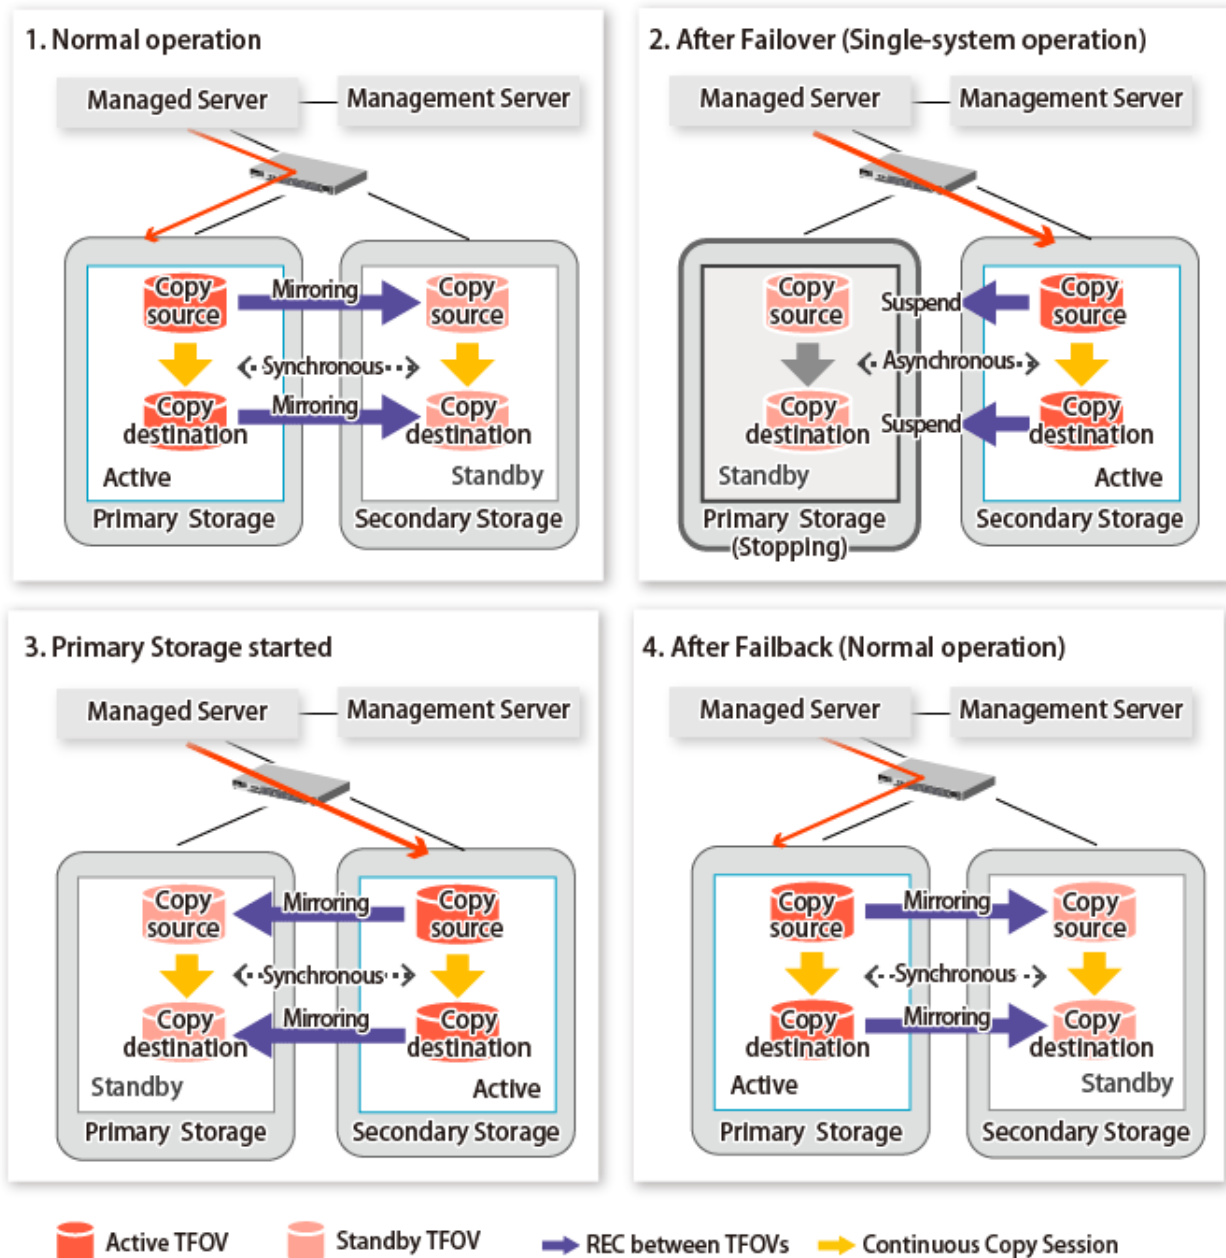 1. Normal operation
Managed Server
Management Server
Copy
source
Mirroring
Copy
source
Synchronous
Copy
destination
Mirroring
Copy
destination
Active
Standby
Primary Storage
Secondary Storage
2. After Failover (Single-system operation)
Managed Server
Management Server
Copy
source
Suspend
Copy
source
Asynchronous
Copy
destination
Suspend
Copy
destination
Standby
Active
Primary Storage
(Stopping)
Secondary Storage
3. Primary Storage started
Managed Server
Management Server
Copy
source
Mirroring
Copy
source
Synchronous
Copy
destination
Mirroring
Copy
destination
Standby
Active
Primary Storage
Secondary Storage
4. After Failback (Normal operation)
Managed Server
Management Server
Copy
source
Mirroring
Copy
source
Synchronous
Copy
destination
Mirroring
Copy
destination
Active
Standby
Primary Storage
Secondary Storage
Active TFOV
Standby TFOV
REC between TFOVs
Continuous Copy Session